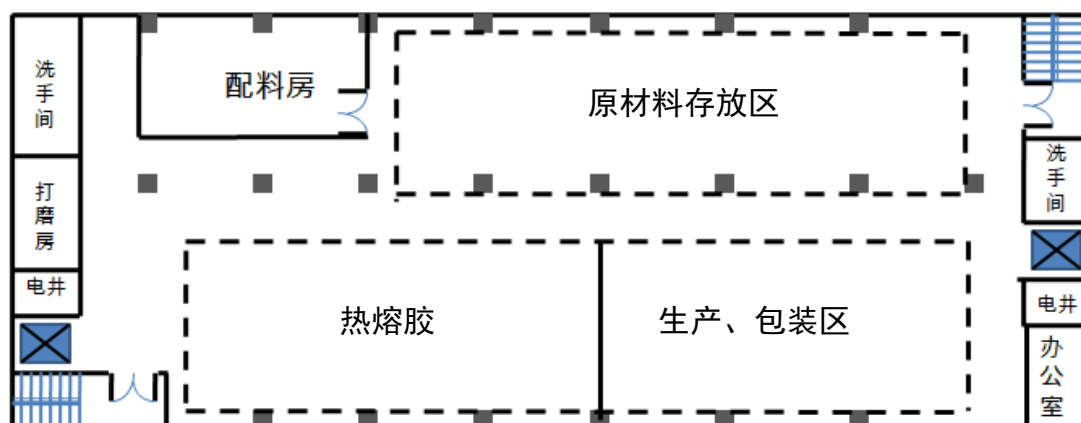 洗手间
配料房
原材料存放区
打磨房
洗手间
电井
热熔胶
生产、包装区
电井
办公室